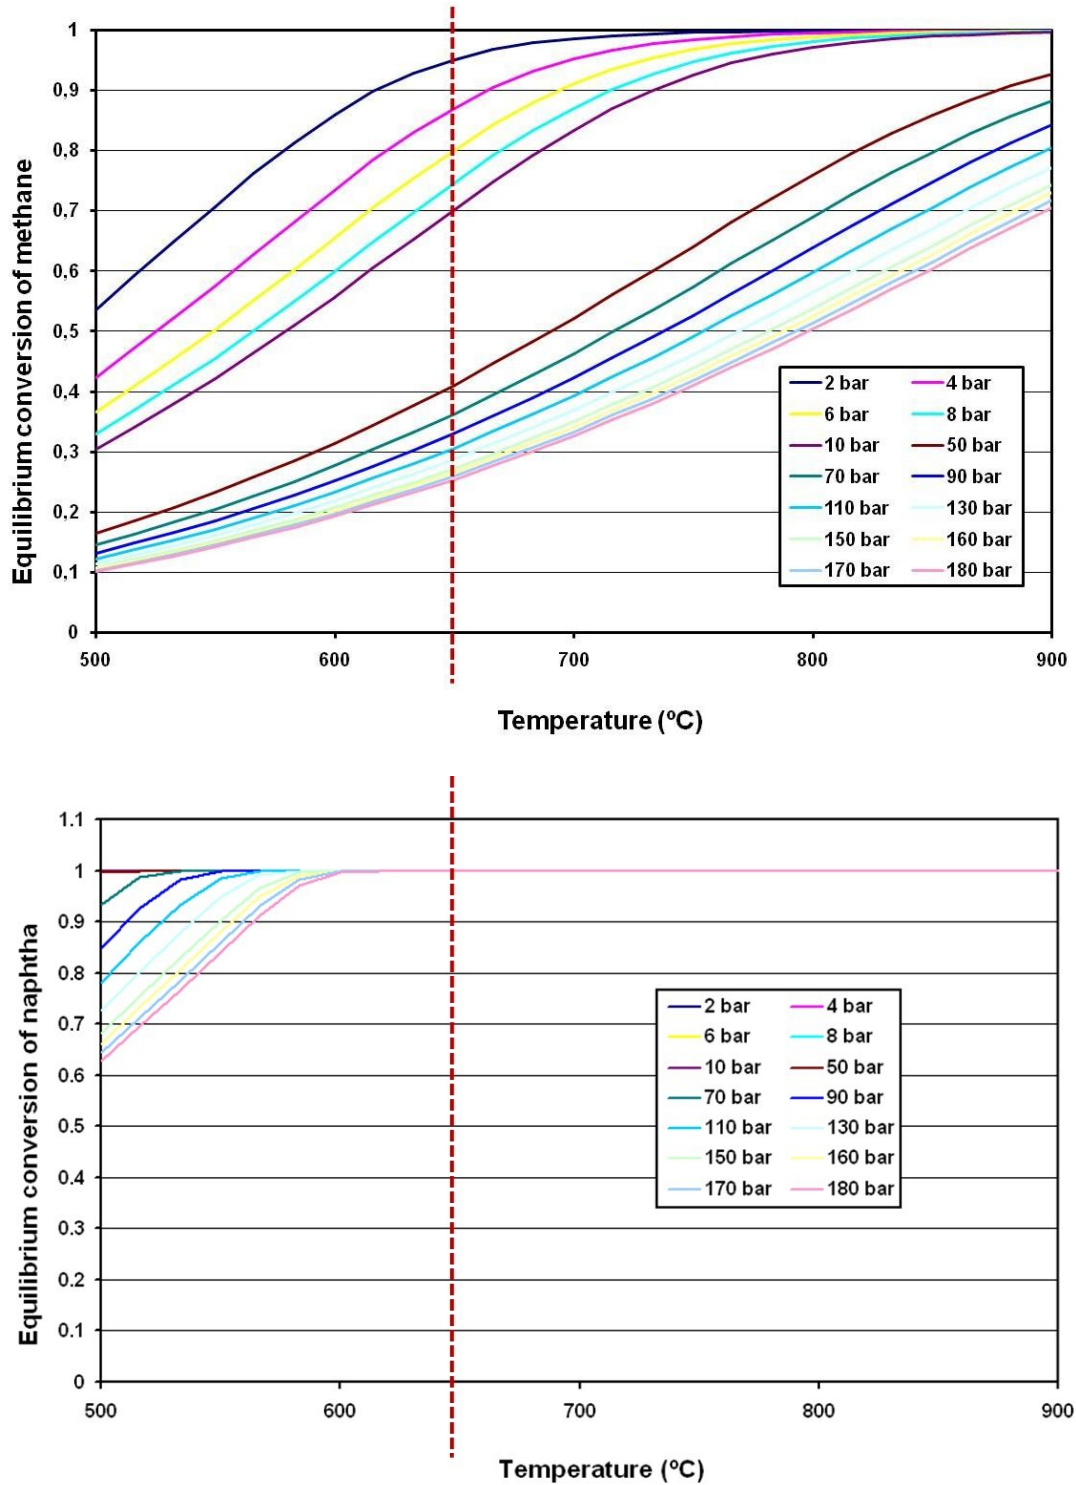 Equilibrium conversion of methane
1
0.9
0.8
0.7
0.6
0.5
0.4
0.3
0.2
0.1
0
500 600 700 800 900
Temperature (ºC)
2 bar 4 bar
6 bar 8 bar
10 bar 50 bar
70 bar 90 bar
110 bar 130 bar
150 bar 160 bar
170 bar 180 bar
Equilibrium conversion of naphtha
1.1
1
0.9
0.8
0.7
0.6
0.5
0.4
0.3
0.2
0.1
0
500 600 700 800 900
Temperature (ºC)
2 bar 4 bar
6 bar 8 bar
10 bar 50 bar
70 bar 90 bar
110 bar 130 bar
150 bar 160 bar
170 bar 180 bar